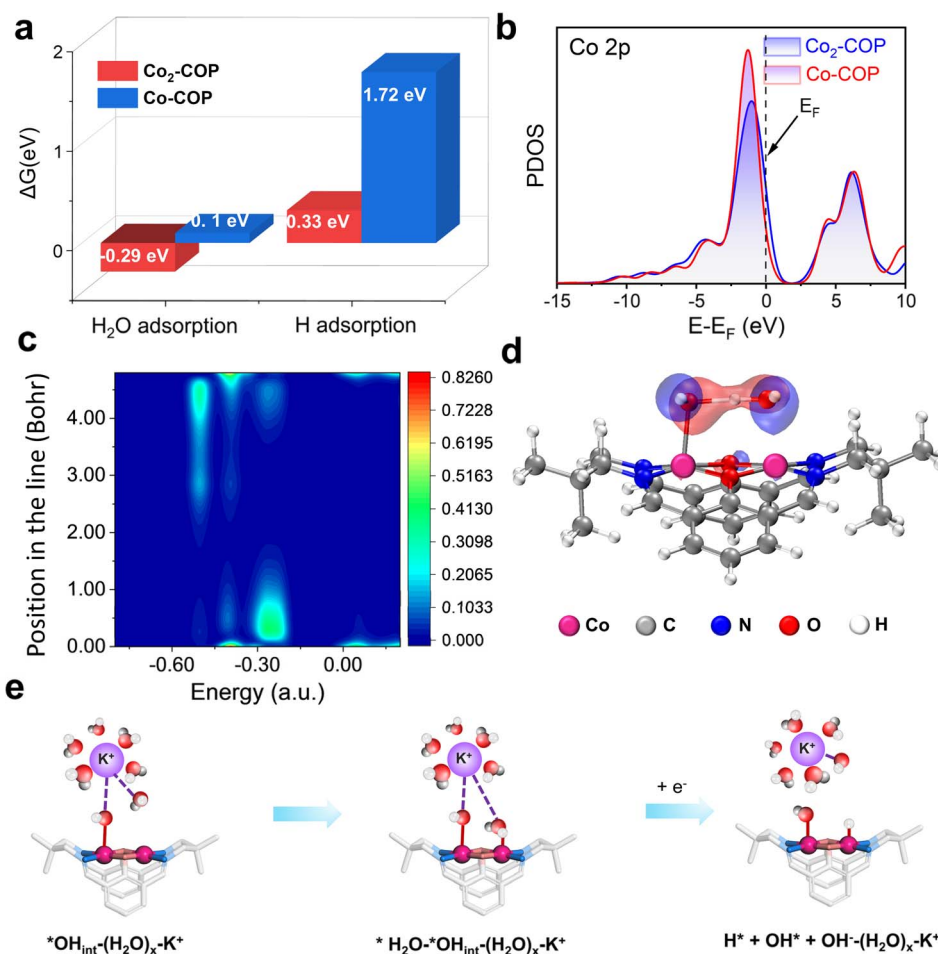 a
2
1
0
ΔG(eV)
Co₂-COP
Co-COP
-0.29 eV
0. 1 eV
0.33 eV
1.72 eV
H₂O adsorption
H adsorption
b
Co 2p
Co₂-COP
Co-COP
E_F
PDOS
-15
-10
-5
0
5
10
E-E_F (eV)
c
Position in the line (Bohr)
4.00
3.00
2.00
1.00
0.00
-0.60
-0.30
0.00
Energy (a.u.)
0.8260
0.7228
0.6195
0.5163
0.4130
0.3098
0.2065
0.1033
0.000
d
Co
C
N
O
H
e
K⁺
K⁺
+ e⁻
K⁺
*OH_int-(H₂O)ₓ-K⁺
* H₂O-*OH_int-(H₂O)ₓ-K⁺
H* + OH* + OH⁻-(H₂O)ₓ-K⁺